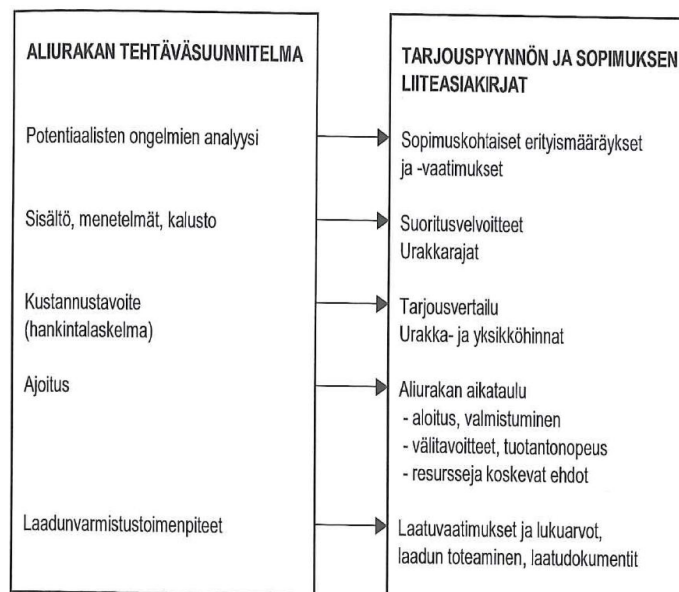 ALIURAKAN TEHTÄVÄSUUNNITELMA
Potentiaalisten ongelmien analyysi
Sisältö, menetelmät, kalusto
Kustannustavoite
(hankintalaskelma)
Ajoitus
Laadunvarmistustoimenpiteet
TARJOUSPYYNNÖN JA SOPIMUKSEN
LIITEASIAKIRJAT
Sopimuskohtaiset erityismääräykset
ja -vaatimukset
Suoritusvelvoitteet
Urakkarajat
Tarjousvertailu
Urakka- ja yksikköhinnat
Aliurakan aikataulu
- aloitus, valmistuminen
- välitavoitteet, tuotantonopeus
- resursseja koskevat ehdot
Laatuvaatimukset ja lukuarvot,
laadun toteaminen, laatudokumentit